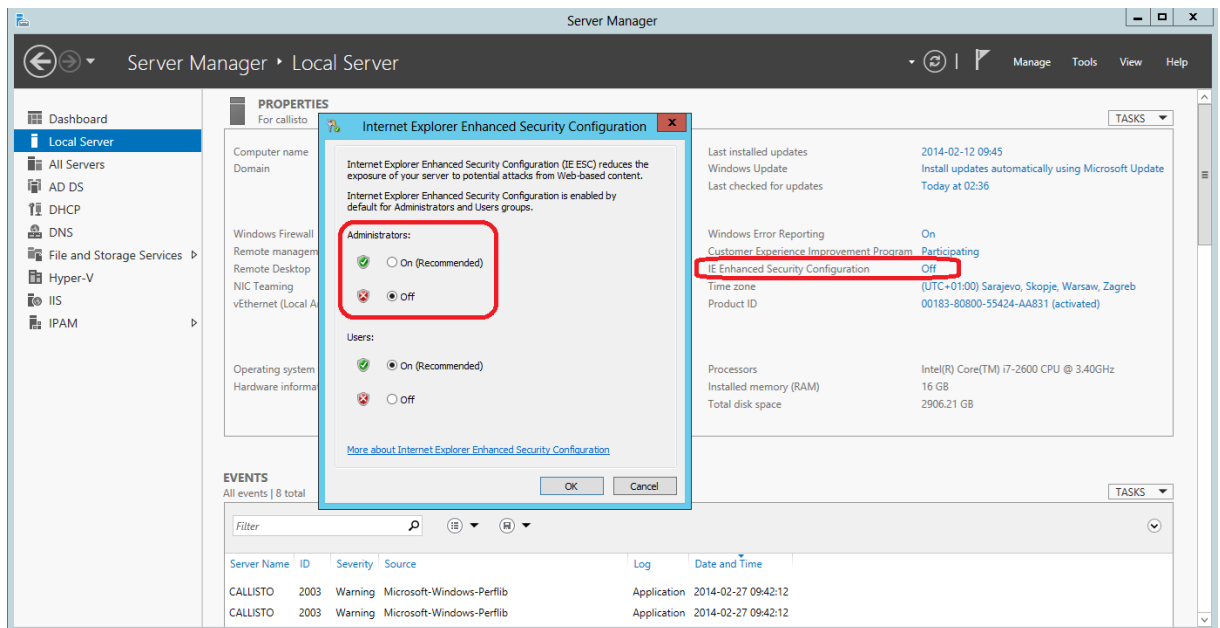 Server Manager
Server Manager • Local Server
Manage Tools View Help
Dashboard
Local Server
All Servers
AD DS
DHCP
DNS
File and Storage Services
Hyper-V
IIS
IPAM
PROPERTIES
For callisto
TASKS
Computer name
Domain
Windows Firewall
Remote managem
Remote Desktop
NIC Teaming
vEthernet (Local A
Operating system
Hardware informa
Internet Explorer Enhanced Security Configuration
Internet Explorer Enhanced Security Configuration (IE ESC) reduces the
exposure of your server to potential attacks from Web-based content.
Internet Explorer Enhanced Security Configuration is enabled by
default for Administrators and Users groups.
Administrators:
On (Recommended)
Off
Users:
On (Recommended)
Off
More about Internet Explorer Enhanced Security Configuration
OK Cancel
Last installed updates 2014-02-12 09:45
Windows Update Install updates automatically using Microsoft Update
Last checked for updates Today at 02:36
Windows Error Reporting On
Customer Experience Improvement Program Participating
IE Enhanced Security Configuration Off
Time zone (UTC+01:00) Sarajevo, Skopje, Warsaw, Zagreb
Product ID 00183-80800-55424-AA831 (activated)
Processors Intel(R) Core(TM) i7-2600 CPU @ 3.40GHz
Installed memory (RAM) 16 GB
Total disk space 2906.21 GB
EVENTS
All events | 8 total
TASKS
Filter
Server Name ID Severity Source Log Date and Time
CALLISTO 2003 Warning Microsoft-Windows-Perflib Application 2014-02-27 09:42:12
CALLISTO 2003 Warning Microsoft-Windows-Perflib Application 2014-02-27 09:42:12